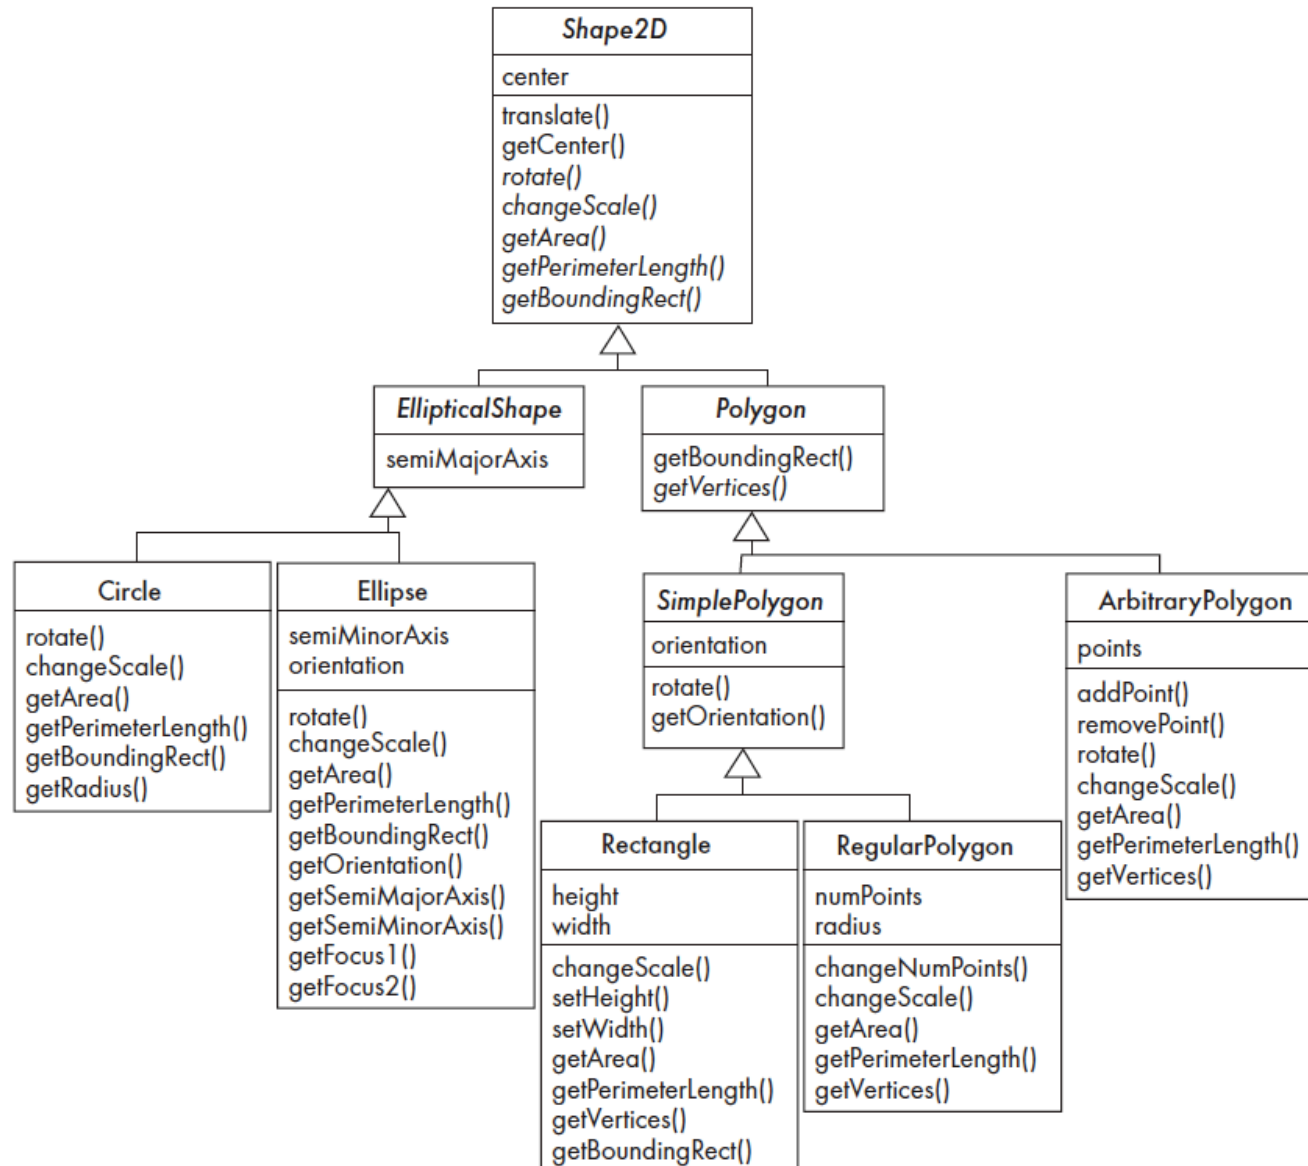 Shape2D
center
translate()
getCenter()
rotate()
changeScale()
getArea()
getPerimeterLength()
getBoundingRect()
EllipticalShape
semiMajorAxis
Polygon
getBoundingRect()
getVertices()
Circle
rotate()
changeScale()
getArea()
getPerimeterLength()
getBoundingRect()
getRadius()
Ellipse
semiMinorAxis
orientation
rotate()
changeScale()
getArea()
getPerimeterLength()
getBoundingRect()
getOrientation()
getSemiMajorAxis()
getSemiMinorAxis()
getFocus1()
getFocus2()
SimplePolygon
orientation
rotate()
getOrientation()
ArbitraryPolygon
points
addPoint()
removePoint()
rotate()
changeScale()
getArea()
getPerimeterLength()
getVertices()
Rectangle
height
width
changeScale()
setHeight()
setWidth()
getArea()
getPerimeterLength()
getVertices()
getBoundingRect()
RegularPolygon
numPoints
radius
changeNumPoints()
changeScale()
getArea()
getPerimeterLength()
getVertices()